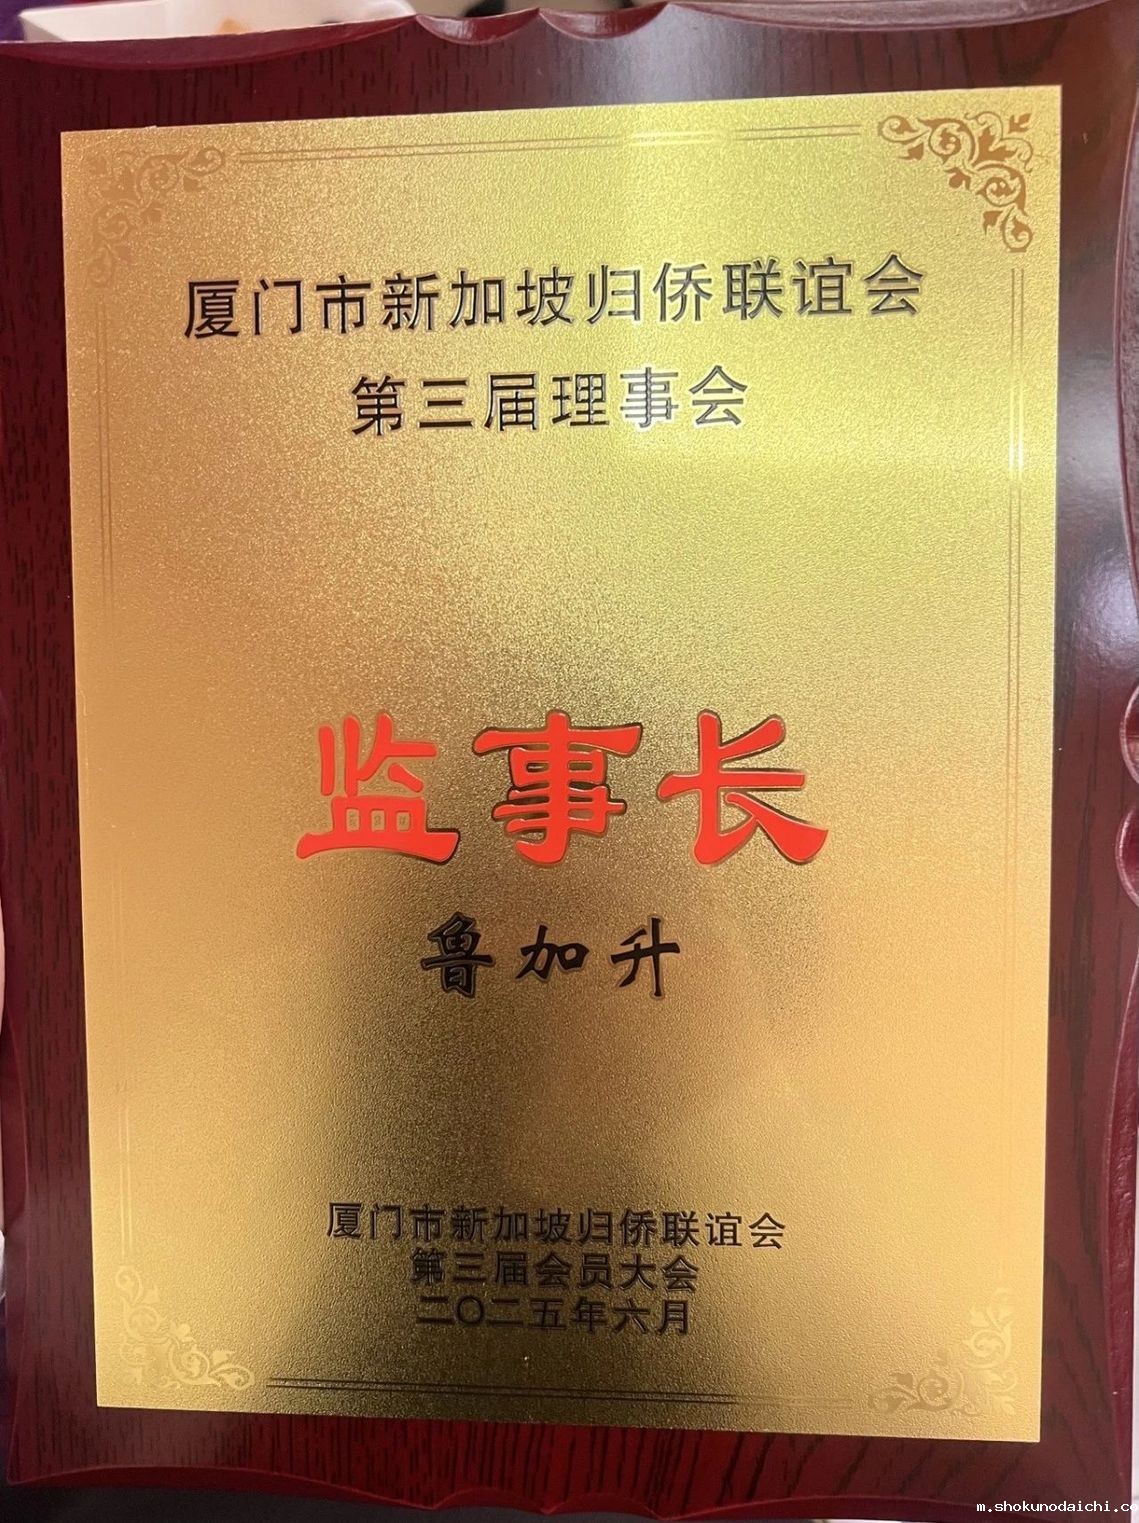 厦门市新加坡归侨联谊会
第三届理事会
监事长
鲁加升
厦门市新加坡归侨联谊会
第三届会员大会
二〇二五年六月
m.shokunodaichi.co